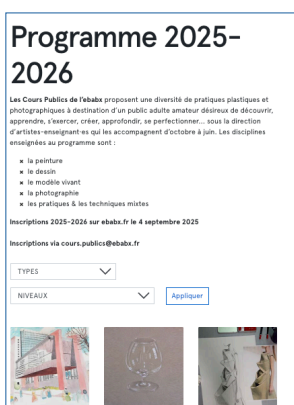 Programme 2025-
2026
Les Cours Publics de l'ebabx proposent une diversité de pratiques plastiques et
photographiques à destination d'un public adulte amateur désireux de découvrir,
apprendre, s'exercer, créer, approfondir, se perfectionner... sous la direction
d'artistes-enseignant·es qui les accompagnent d'octobre à juin. Les disciplines
enseignées au programme sont :
× la peinture
× le dessin
× le modèle vivant
× la photographie
× les pratiques & les techniques mixtes
Inscriptions 2025-2026 sur ebabx.fr le 4 septembre 2025
Inscriptions via cours.publics@ebabx.fr
TYPES
NIVEAUX
Appliquer